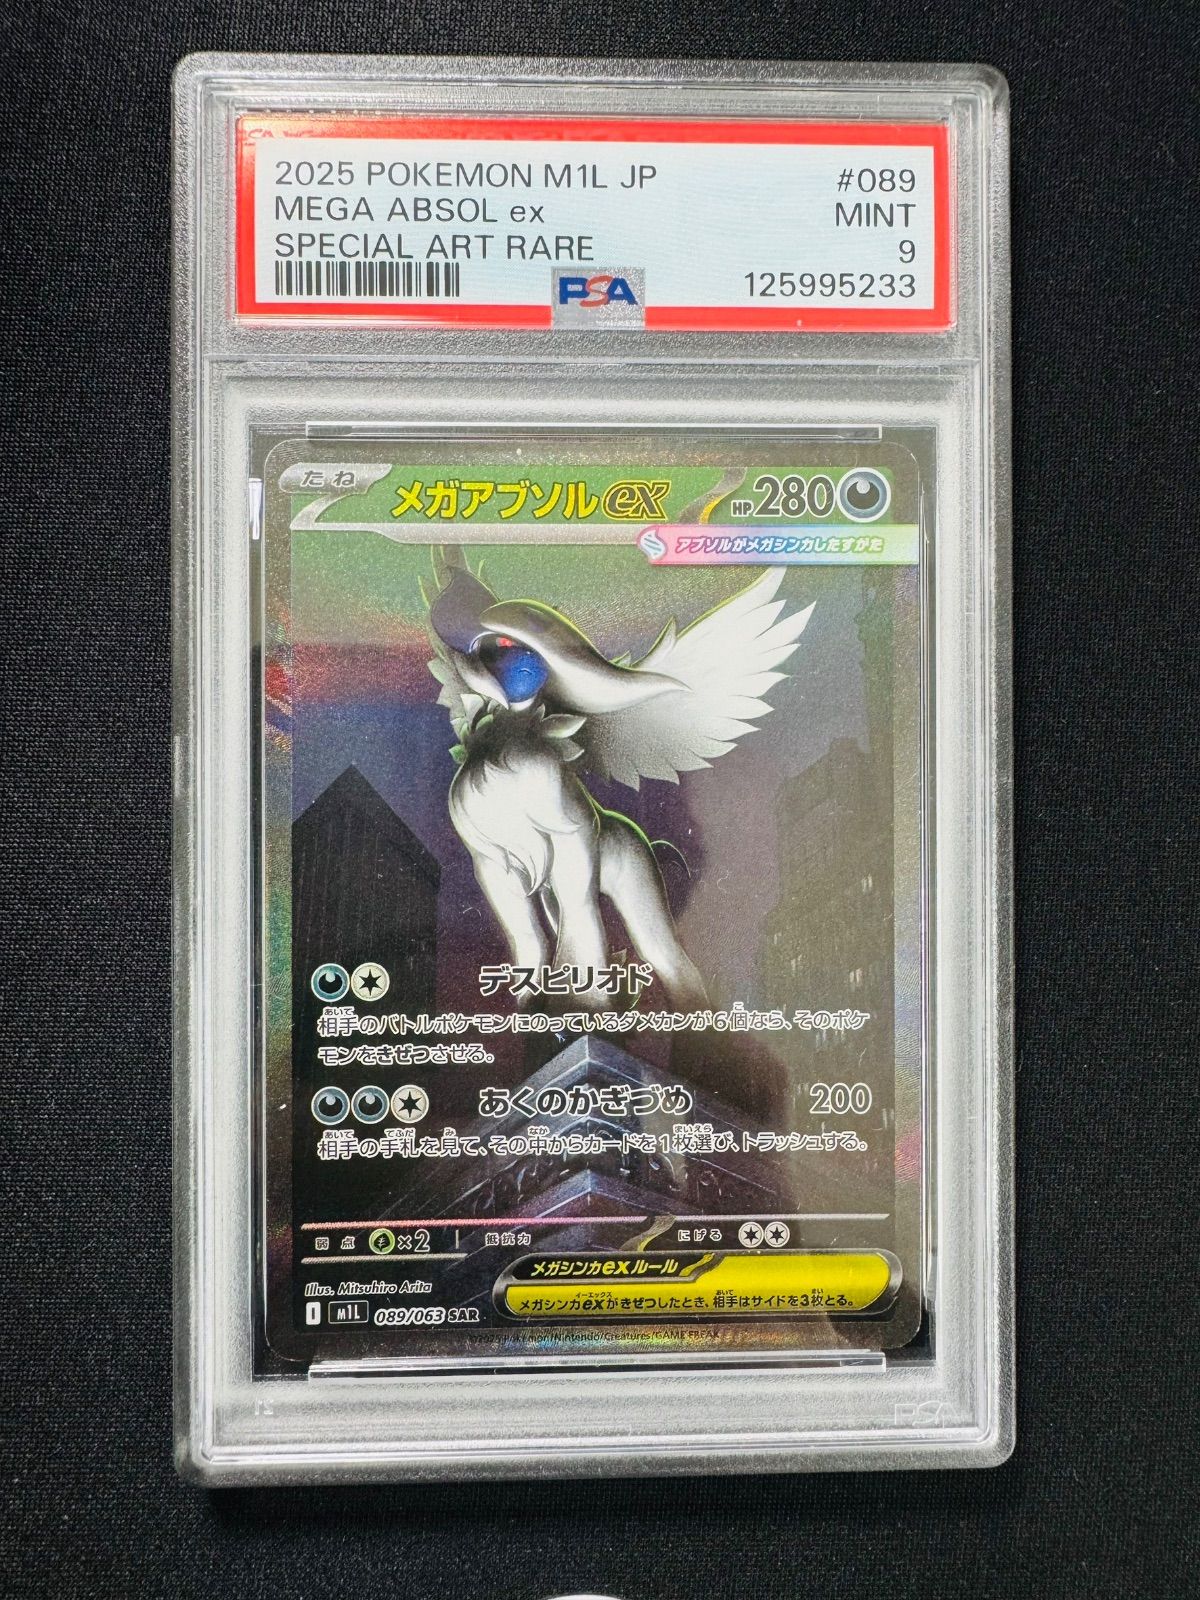 2025 POKEMON M1L JP #089
MEGA ABSOL ex MINT
SPECIAL ART RARE 9
PSA 125995233
たね メガアブソルex HP280
アブソルがメガシンカしたすがた
デスピリオド
相手のバトルポケモンにのっているダメカンが6個なら、そのポケ
モンをきぜつさせる。
あくのかぎづめ 200
相手の手札を見て、その中からカードを1枚選び、トラッシュする。
弱点 ×2 抵抗力 にげる
メガシンカexルール
メガシンカexがきぜつしたとき、相手はサイドを3枚とる。
Illus. Mitsuhiro Arita
I M1L 089/063 SAR
©2025 Pokémon/Nintendo/Creatures/GAME FREAK
PSA